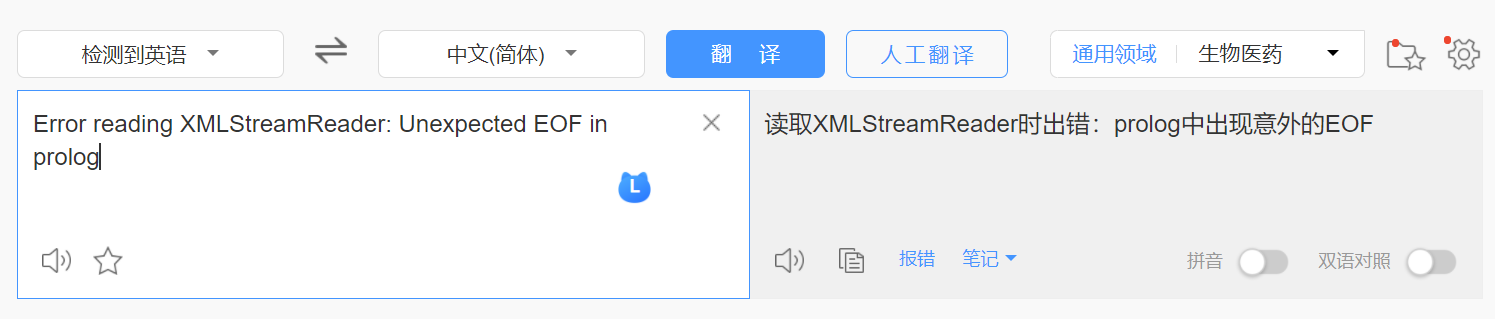 检测到英语
中文(简体)
翻 译
人工翻译
通用领域
生物医药
Error reading XMLStreamReader: Unexpected EOF in
prolog
L
读取XMLStreamReader时出错：prolog中出现意外的EOF
报错
笔记
拼音
双语对照